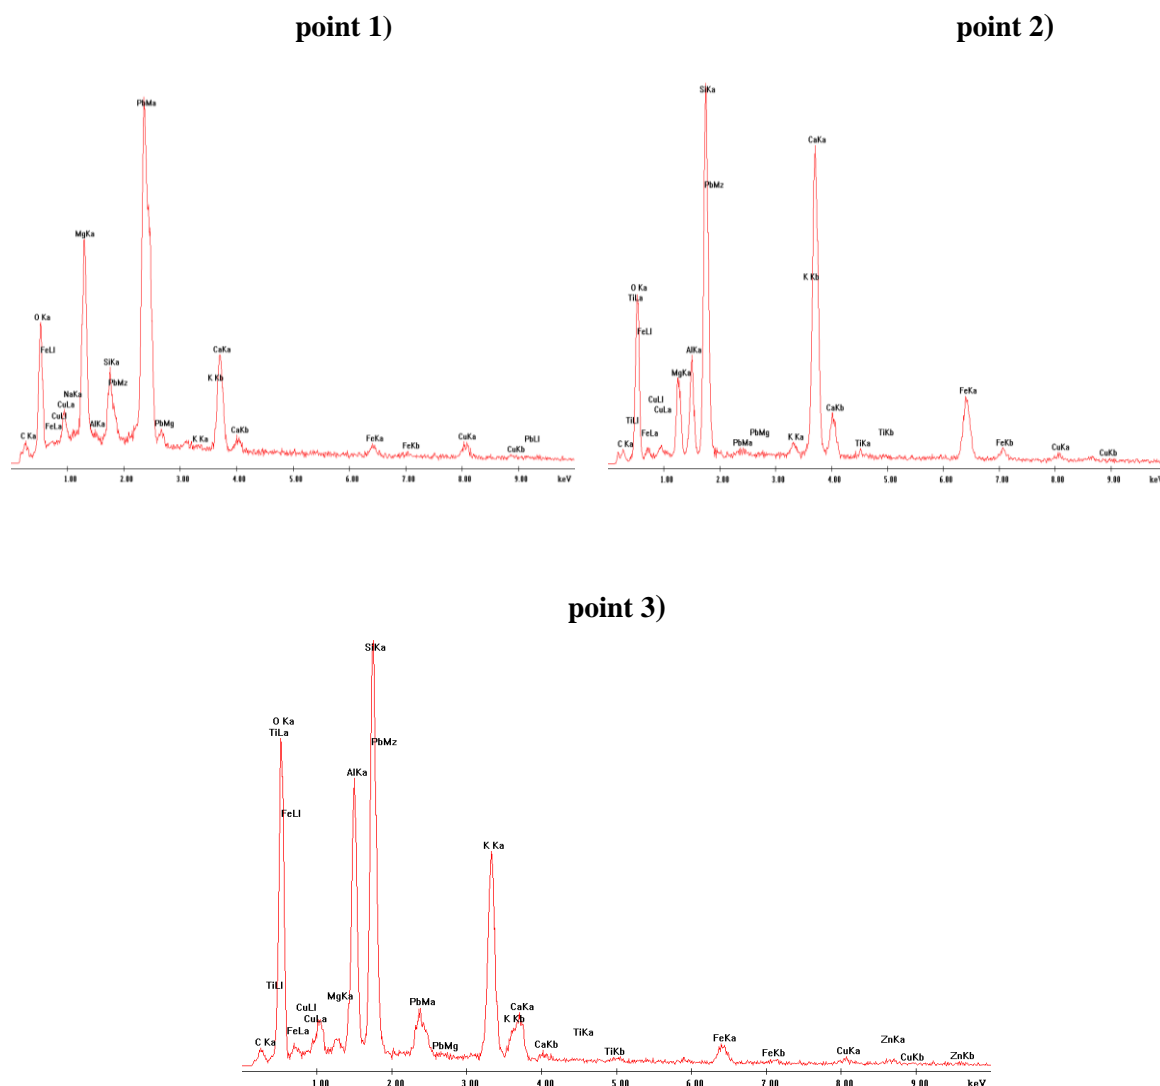 point 1)
point 2)
PbMa
MgKa
O Ka
FeLl
SiKa
PbMz
NaKa
CuLa
CuLl
FeLa
C Ka
AlKa
PbMg
K Ka
CaKa
K Kb
CaKb
FeKa
FeKb
CuKa
CuKb
PbLl
1.00 2.00 3.00 4.00 5.00 6.00 7.00 8.00 9.00 keV
SiKa
PbMz
CaKa
K Kb
O Ka
TiLa
FeLl
AlKa
MgKa
CuLl
CuLa
TiLl
FeLa
C Ka
PbMa
PbMg
K Ka
CaKb
TiKa
TiKb
FeKa
FeKb
CuKa
CuKb
1.00 2.00 3.00 4.00 5.00 6.00 7.00 8.00 9.00 keV
point 3)
SiKa
O Ka
TiLa
PbMz
AlKa
FeLl
K Ka
TiLl
MgKa
CuLl
CuLa
FeLa
C Ka
PbMa
PbMg
CaKa
K Kb
CaKb
TiKa
TiKb
FeKa
FeKb
CuKa
ZnKa
CuKb
ZnKb
1.00 2.00 3.00 4.00 5.00 6.00 7.00 8.00 9.00 keV